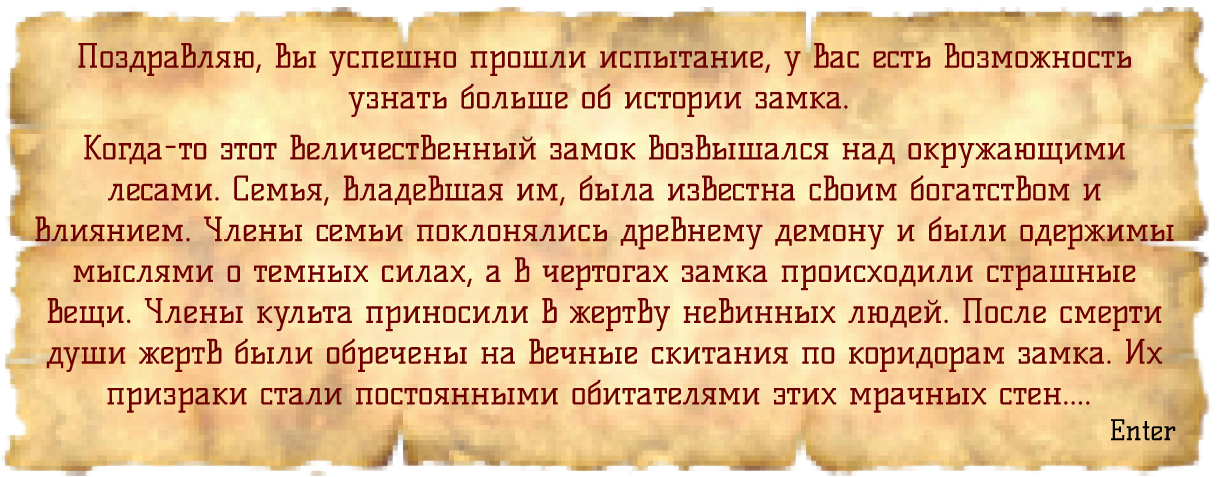 Поздравляю, вы успешно прошли испытание, у вас есть возможность
узнать больше об истории замка.
Когда-то этот величественный замок возвышался над окружающими
лесами. Семья, владевшая им, была известна своим богатством и
влиянием. Члены семьи поклонялись древнему демону и были одержимы
мыслями о темных силах, а в чертогах замка происходили страшные
вещи. Члены культа приносили в жертву невинных людей. После смерти
души жертв были обречены на вечные скитания по коридорам замка. Их
призраки стали постоянными обитателями этих мрачных стен....
Enter